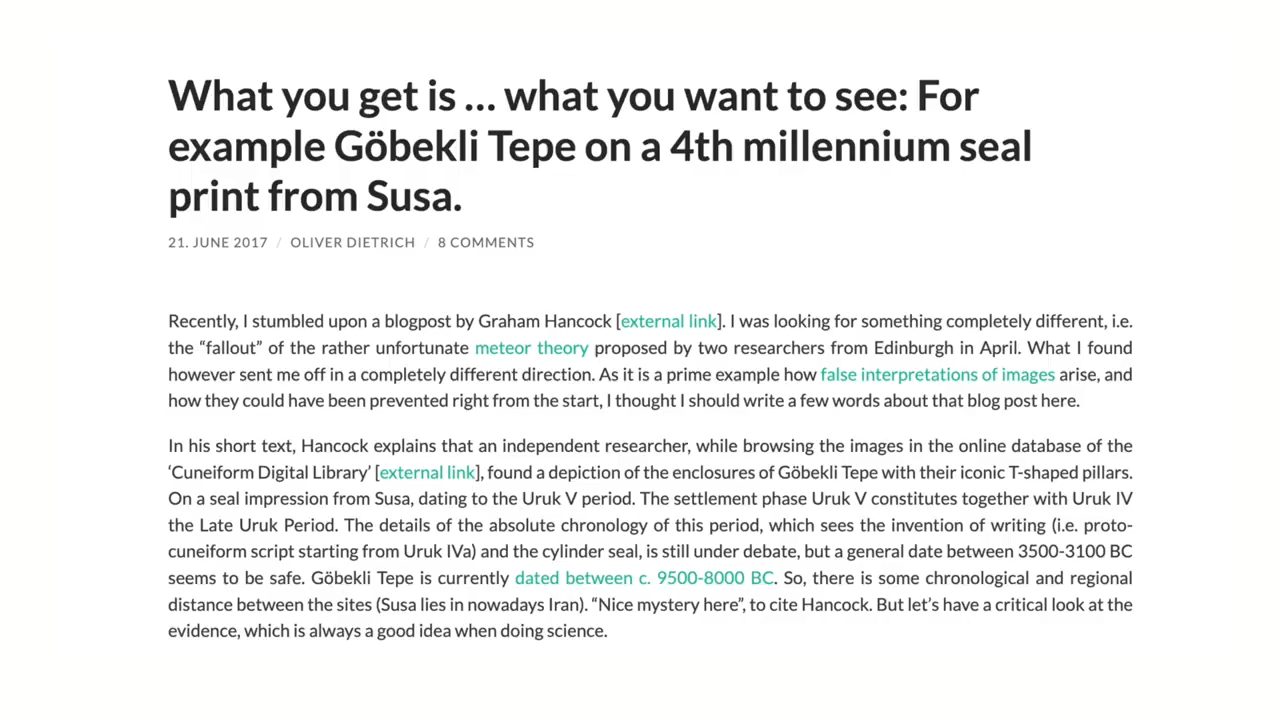 What you get is … what you want to see: For
example Göbekli Tepe on a 4th millennium seal
print from Susa.
21. JUNE 2017 / OLIVER DIETRICH / 8 COMMENTS
Recently, I stumbled upon a blogpost by Graham Hancock [external link]. I was looking for something completely different, i.e.
the “fallout” of the rather unfortunate meteor theory proposed by two researchers from Edinburgh in April. What I found
however sent me off in a completely different direction. As it is a prime example how false interpretations of images arise, and
how they could have been prevented right from the start, I thought I should write a few words about that blog post here.
In his short text, Hancock explains that an independent researcher, while browsing the images in the online database of the
‘Cuneiform Digital Library’ [external link], found a depiction of the enclosures of Göbekli Tepe with their iconic T-shaped pillars.
On a seal impression from Susa, dating to the Uruk V period. The settlement phase Uruk V constitutes together with Uruk IV
the Late Uruk Period. The details of the absolute chronology of this period, which sees the invention of writing (i.e. proto-
cuneiform script starting from Uruk IVa) and the cylinder seal, is still under debate, but a general date between 3500-3100 BC
seems to be safe. Göbekli Tepe is currently dated between c. 9500-8000 BC. So, there is some chronological and regional
distance between the sites (Susa lies in nowadays Iran). “Nice mystery here”, to cite Hancock. But let’s have a critical look at the
evidence, which is always a good idea when doing science.